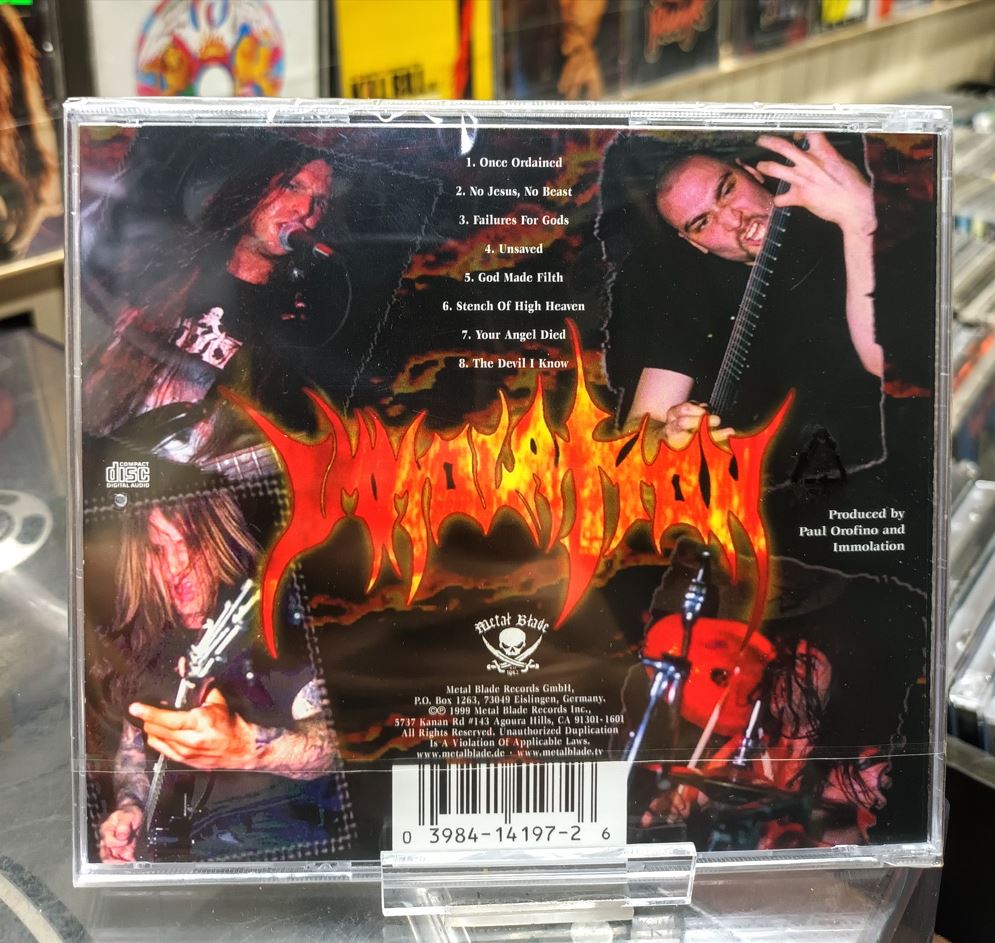 KILL BILL
1. Once Ordained
2. No Jesus, No Beast
3. Failures For Gods
4. Unsaved
5. God Made Filth
6. Stench Of High Heaven
7. Your Angel Died
8. The Devil I Know
IMMOLATION
COMPACT
disc
DIGITAL AUDIO
Produced by
Paul Orofino and
Immolation
Metal Blade
Metal Blade Records GmbH,
P.O. Box 1263, 73049 Eislingen, Germany.
©℗ 1999 Metal Blade Records Inc.,
5737 Kanan Rd #143 Agoura Hills, CA 91301-1601
All Rights Reserved. Unauthorized Duplication
Is A Violation Of Applicable Laws.
www.metalblade.de · www.metalblade.tv
0 3984-14197-2 6